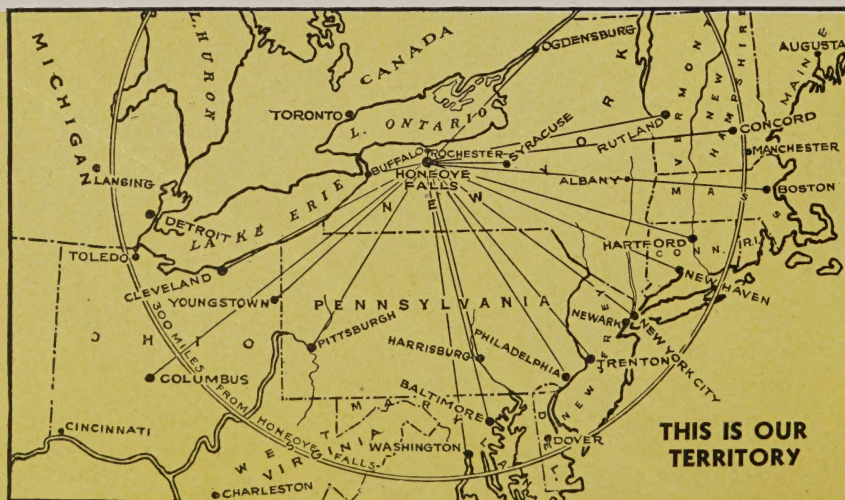 MICHIGAN
L. HURON
CANADA
OGDENSBURG
VERMONT
NEW HAMPSHIRE
MAINE
AUGUSTA
TORONTO
L. ONTARIO
SYRACUSE
RUTLAND
CONCORD
MANCHESTER
BUFFALO
ROCHESTER
HONEOYE
FALLS
NEW YORK
ALBANY
MASS
BOSTON
LANSING
DETROIT
LAKE ERIE
TOLEDO
CLEVELAND
HARTFORD
CONN.
R.I.
NEW HAVEN
YOUNGSTOWN
PENNSYLVANIA
NEWARK
NEW YORK CITY
OHIO
PITTSBURGH
HARRISBURG
PHILADELPHIA
TRENTON
NEW JERSEY
COLUMBUS
300 MILES FROM HONEOYE FALLS
BALTIMORE
MARYLA
DEL
DOVER
CINCINNATI
WEST
VIRGINIA
WASHINGTON
CHARLESTON
THIS IS OUR
TERRITORY